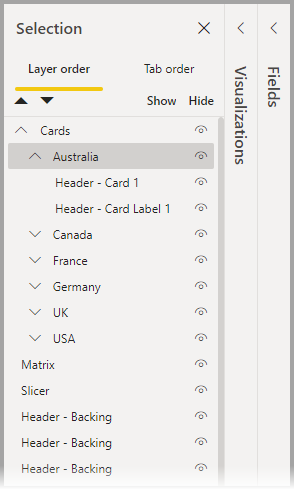 Selection
Layer order
Tab order
Show
Hide
Cards
Australia
Header - Card 1
Header - Card Label 1
Canada
France
Germany
UK
USA
Matrix
Slicer
Header - Backing
Header - Backing
Header - Backing
Visualizations
Fields